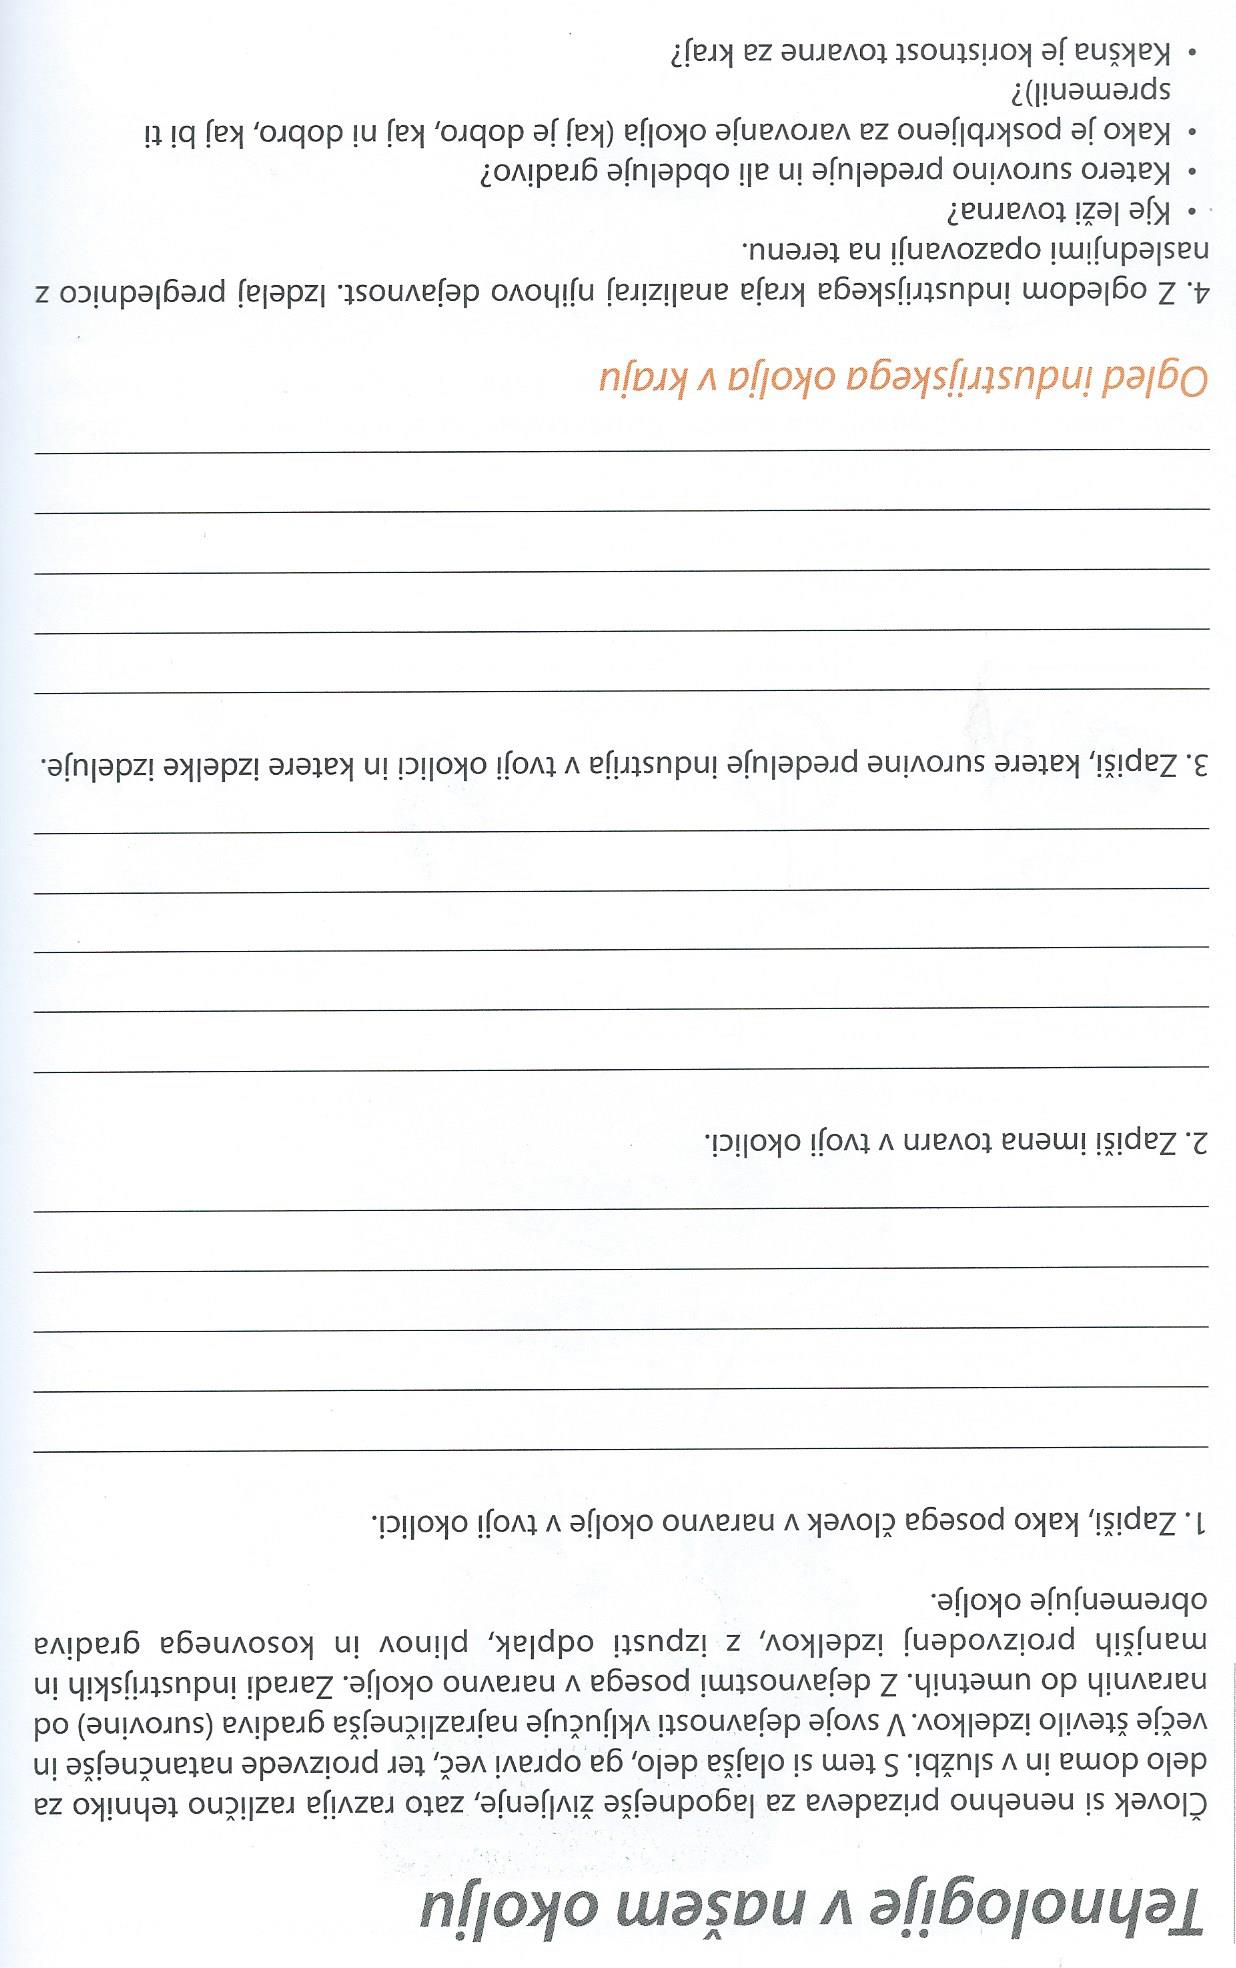 Tehnologije v našem okolju
Človek si nenehno prizadeva za lagodnejše življenje, zato razvija različno tehniko za
delo doma in v službi. S tem si olajša delo, ga opravi več, ter proizvede natančnejše in
večje število izdelkov. V svoje dejavnosti vključuje najrazličnejša gradiva (surovine) od
naravnih do umetnih. Z dejavnostmi posega v naravno okolje. Zaradi industrijskih in
manjših proizvodenj izdelkov, z izpusti odplak, plinov in kosovnega gradiva
obremenjuje okolje.
1. Zapiši, kako posega človek v naravno okolje v tvoji okolici.
2. Zapiši imena tovarn v tvoji okolici.
3. Zapiši, katere surovine predeluje industrija v tvoji okolici in katere izdelke izdeluje.
Ogled industrijskega okolja v kraju
4. Z ogledom industrijskega kraja analiziraj njihovo dejavnost. Izdelaj preglednico z
naslednjimi opazovanji na terenu.
• Kje leži tovarna?
• Katero surovino predeluje in ali obdeluje gradivo?
• Kako je poskrbljeno za varovanje okolja (kaj je dobro, kaj ni dobro, kaj bi ti
spremenil)?
• Kakšna je koristnost tovarne za kraj?